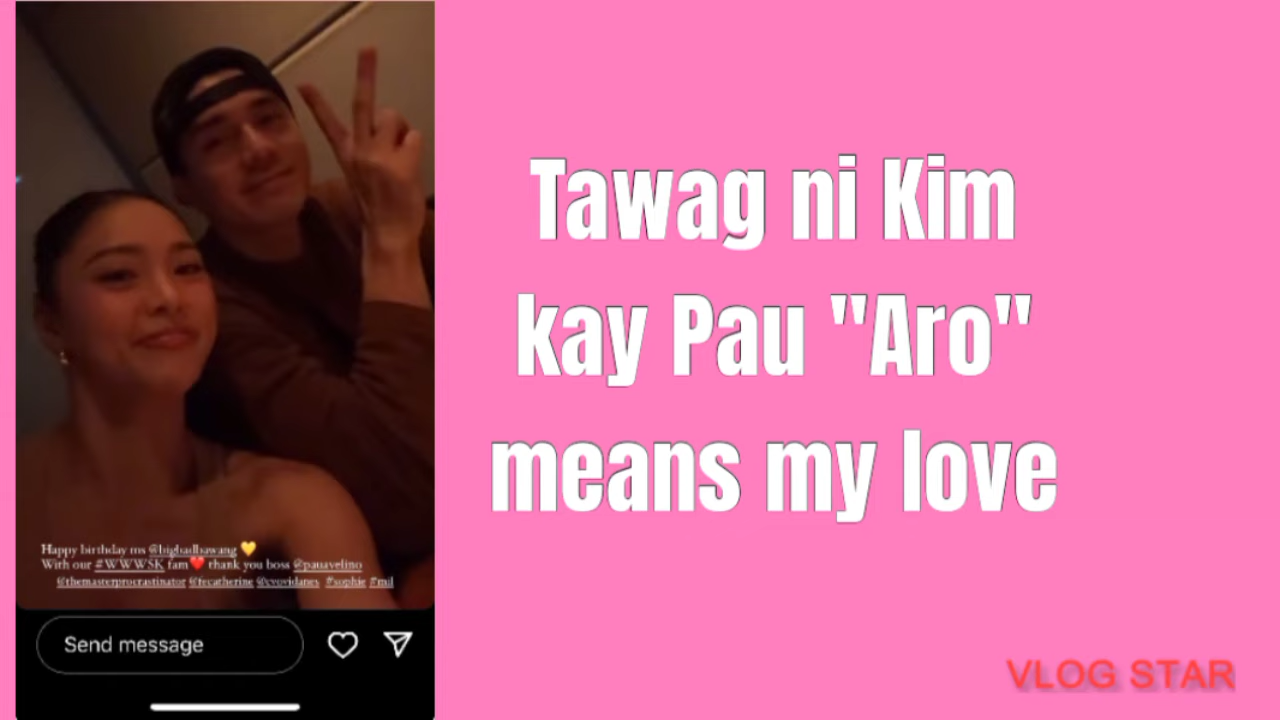 Tawag ni Kim
kay Pau "Aro"
means my love
Happy birthday ms @bigbadbawang 💛
With our #WWWSK fam❤️ thank you boss @pauavelino
@themasterprocrastinator @fecatherine @cvovidanes #sophie #mil
Send message
VLOG STAR